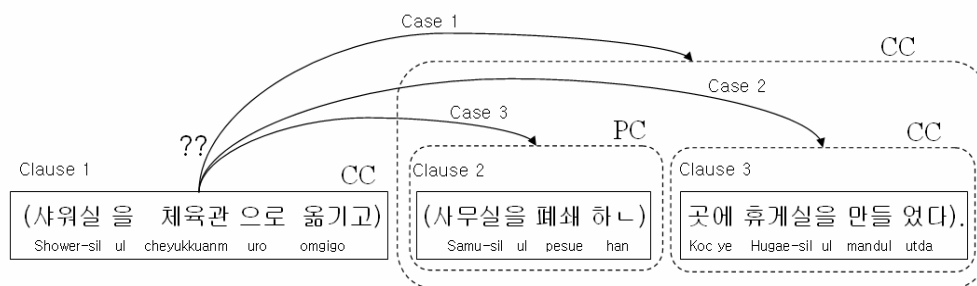 Case 1
CC
Case 2
Case 3
??
PC
CC
Clause 1
CC
Clause 2
Clause 3
(샤워실 을 체육관 으로 옮기고)
(사무실을 폐쇄 하ㄴ)
곳에 휴게실을 만들 었다).
Shower-sil ul cheyukkuanm uro omgigo
Samu-sil ul pesue han
Koc ye Hugae-sil ul mandul utda